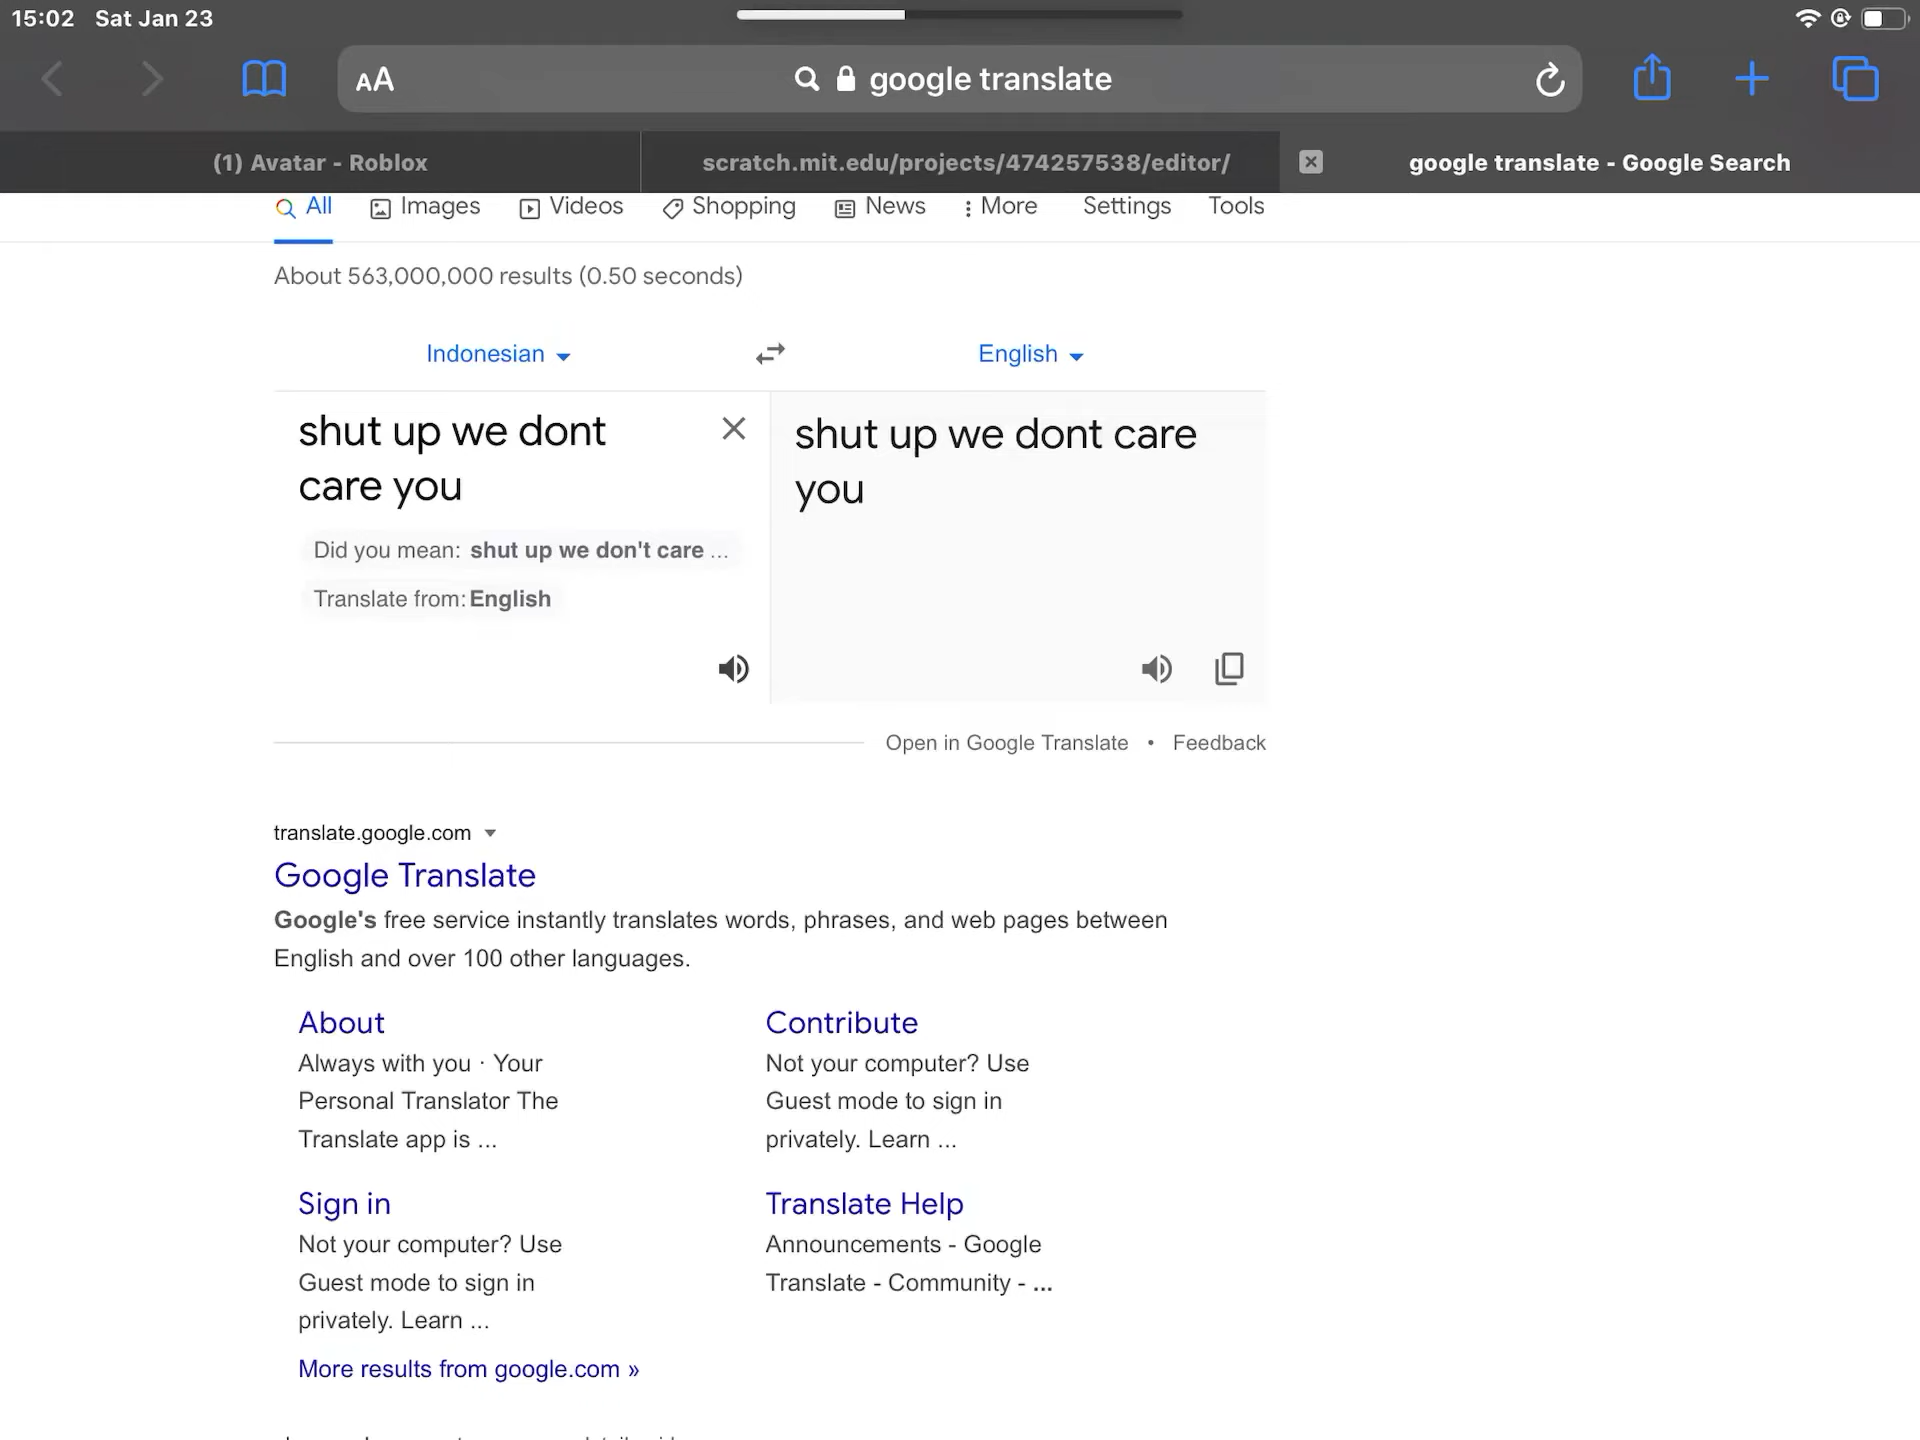 15:02 Sat Jan 23
AA google translate
(1) Avatar - Roblox scratch.mit.edu/projects/474257538/editor/ google translate - Google Search
All Images Videos Shopping News More Settings Tools
About 563,000,000 results (0.50 seconds)
Indonesian English
shut up we dont
care you
Did you mean: shut up we don't care ...
Translate from: English
shut up we dont care
you
Open in Google Translate • Feedback
translate.google.com
Google Translate
Google's free service instantly translates words, phrases, and web pages between
English and over 100 other languages.
About
Always with you · Your
Personal Translator The
Translate app is ...
Contribute
Not your computer? Use
Guest mode to sign in
privately. Learn ...
Sign in
Not your computer? Use
Guest mode to sign in
privately. Learn ...
Translate Help
Announcements - Google
Translate - Community - ...
More results from google.com »